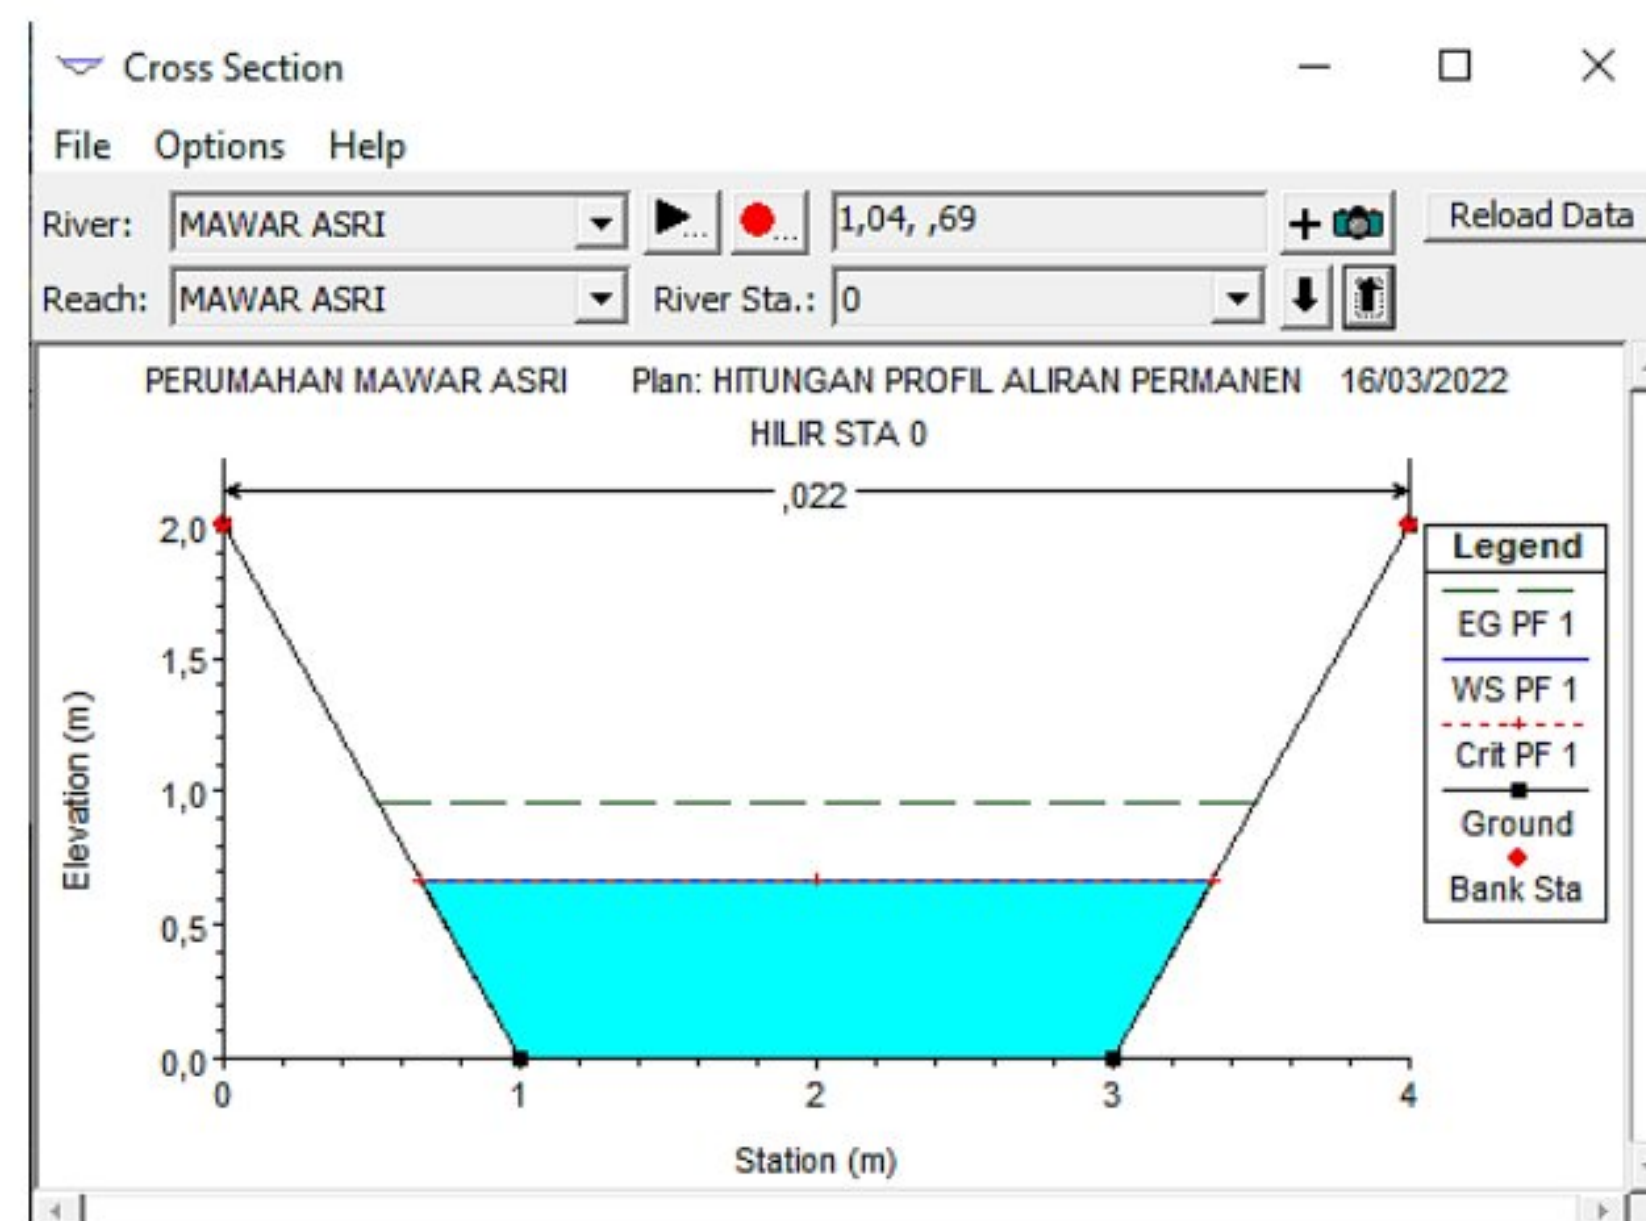 Cross Section
File Options Help
River: MAWAR ASRI ... ... 1,04, ,69 Reload Data
Reach: MAWAR ASRI River Sta.: 0
PERUMAHAN MAWAR ASRI Plan: HITUNGAN PROFIL ALIRAN PERMANEN 16/03/2022
HILIR STA 0
,022
2,0
1,5
1,0
0,5
0,0
Elevation (m)
0 1 2 3 4
Station (m)
Legend
EG PF 1
WS PF 1
Crit PF 1
Ground
Bank Sta